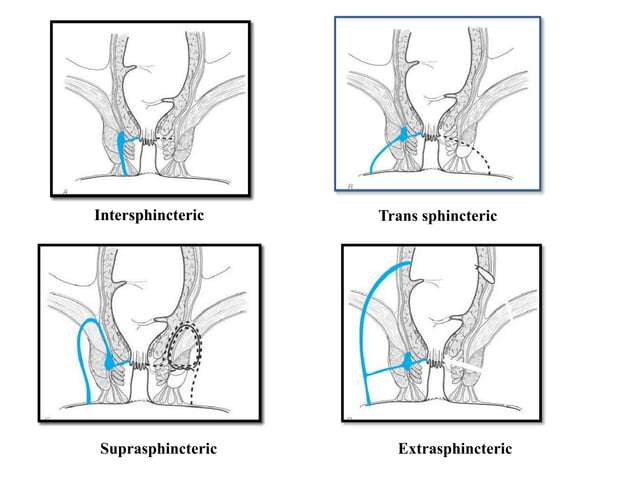 A
B
Intersphincteric
Trans sphincteric
Suprasphincteric
Extrasphincteric